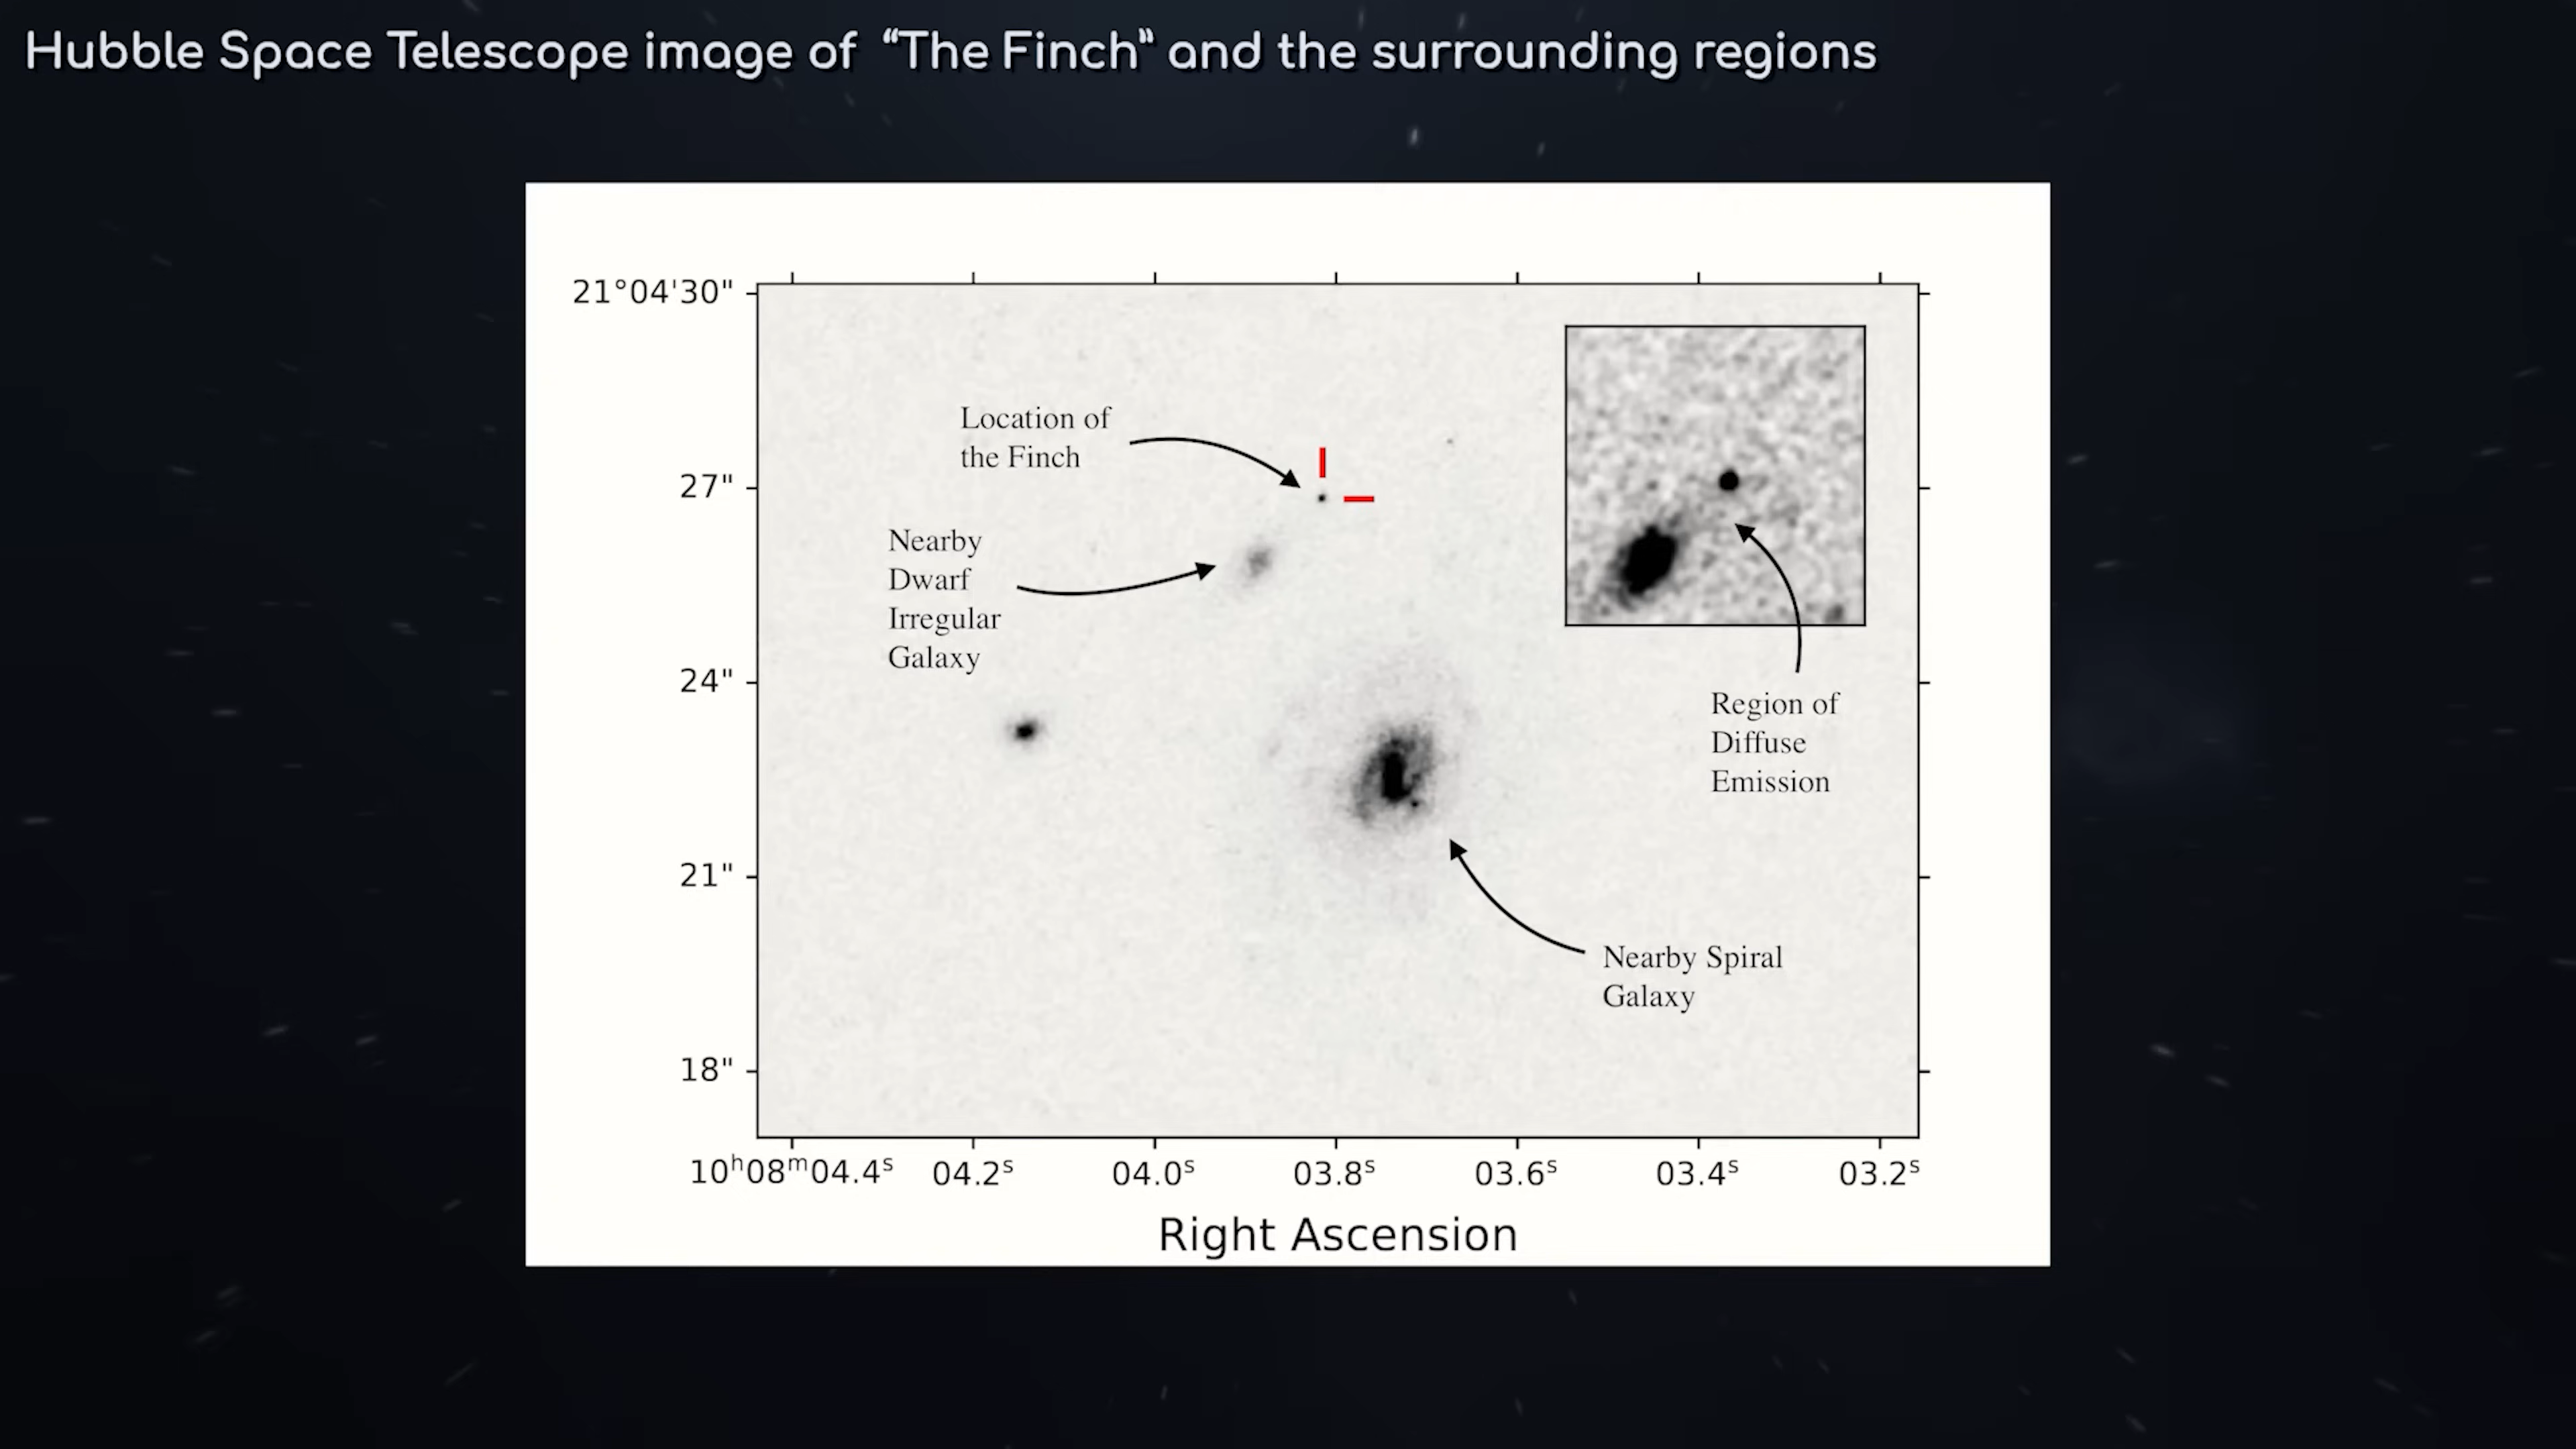 Hubble Space Telescope image of “The Finch” and the surrounding regions
21°04'30"
27"
24"
21"
18"
Location of
the Finch
Nearby
Dwarf
Irregular
Galaxy
Region of
Diffuse
Emission
Nearby Spiral
Galaxy
10ʰ08ᵐ04.4ˢ 04.2ˢ 04.0ˢ 03.8ˢ 03.6ˢ 03.4ˢ 03.2ˢ
Right Ascension